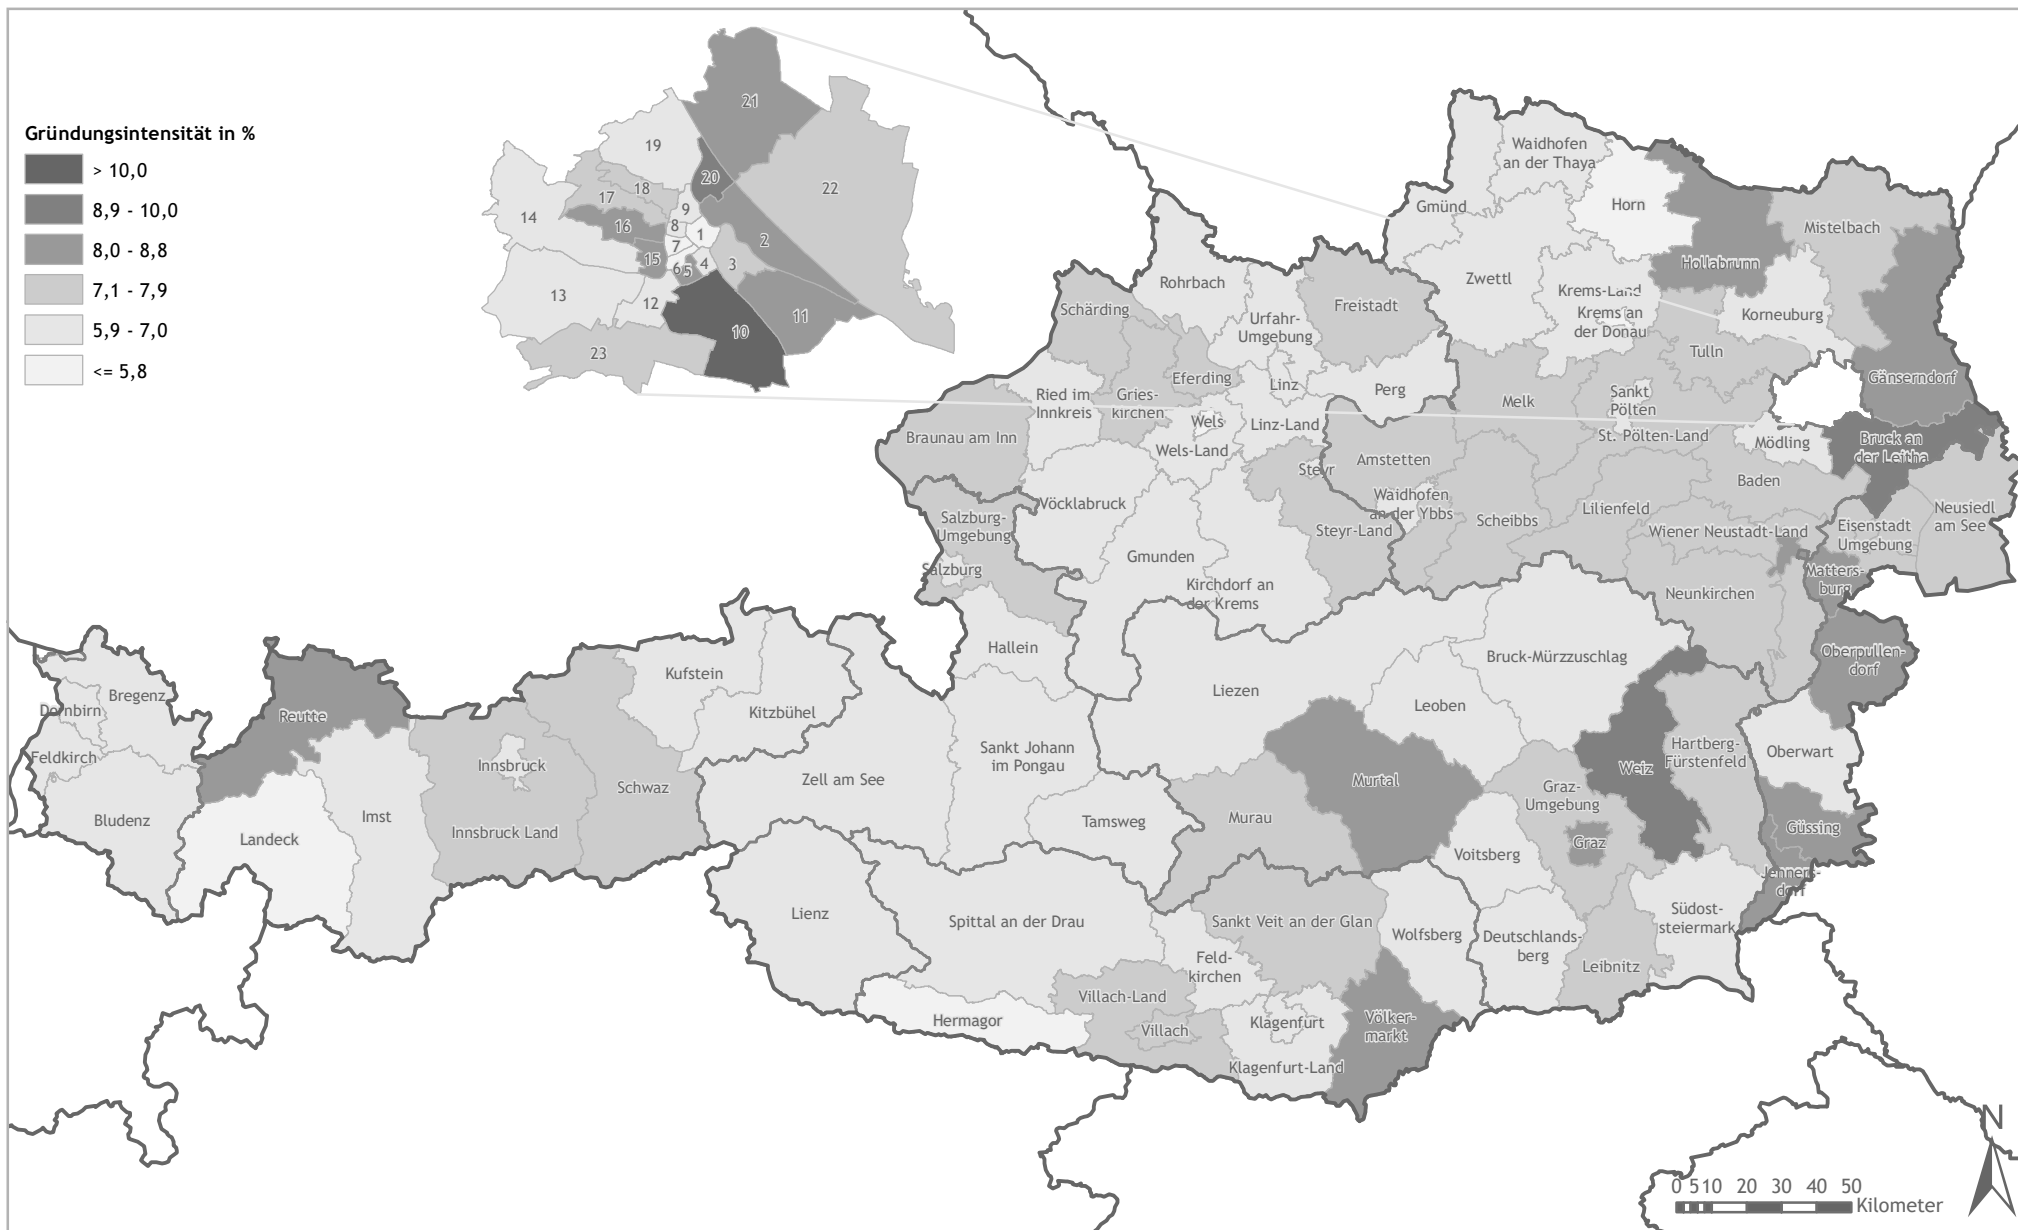 Gründungsintensität in %
> 10,0
8,9 - 10,0
8,0 - 8,8
7,1 - 7,9
5,9 - 7,0
<= 5,8
21
19
20
22
18
17
9
14
16
8
1
2
7
15
6
5
4
3
13
12
11
10
23
Waidhofen
an der Thaya
Gmünd
Horn
Mistelbach
Hollabrunn
Zwettl
Krems-Land
Krems an
der Donau
Korneuburg
Rohrbach
Freistadt
Schärding
Urfahr-
Umgebung
Tulln
Gänserndorf
Eferding
Linz
Perg
Ried im
Innkreis
Gries-
kirchen
Melk
Sankt
Pölten
Wels
Linz-Land
St. Pölten-Land
Mödling
Bruck an
der Leitha
Braunau am Inn
Wels-Land
Steyr
Amstetten
Baden
Vöcklabruck
Waidhofen
an der Ybbs
Scheibbs
Lilienfeld
Neusiedl
am See
Salzburg-
Umgebung
Steyr-Land
Wiener Neustadt-Land
Eisenstadt
Umgebung
Salzburg
Gmunden
Kirchdorf an
der Krems
Matters-
burg
Neunkirchen
Hallein
Bruck-Mürzzuschlag
Oberpullen-
dorf
Kufstein
Kitzbühel
Liezen
Leoben
Bregenz
Dornbirn
Reutte
Feldkirch
Innsbruck
Schwaz
Zell am See
Sankt Johann
im Pongau
Murtal
Weiz
Hartberg-
Fürstenfeld
Oberwart
Bludenz
Landeck
Imst
Innsbruck Land
Tamsweg
Murau
Graz-
Umgebung
Güssing
Graz
Voitsberg
Jenners-
dorf
Lienz
Spittal an der Drau
Sankt Veit an der Glan
Wolfsberg
Deutschlands-
berg
Südost-
steiermark
Feld-
kirchen
Leibnitz
Villach-Land
Hermagor
Villach
Klagenfurt
Völker-
markt
Klagenfurt-Land
N
0 5 10 20 30 40 50
Kilometer